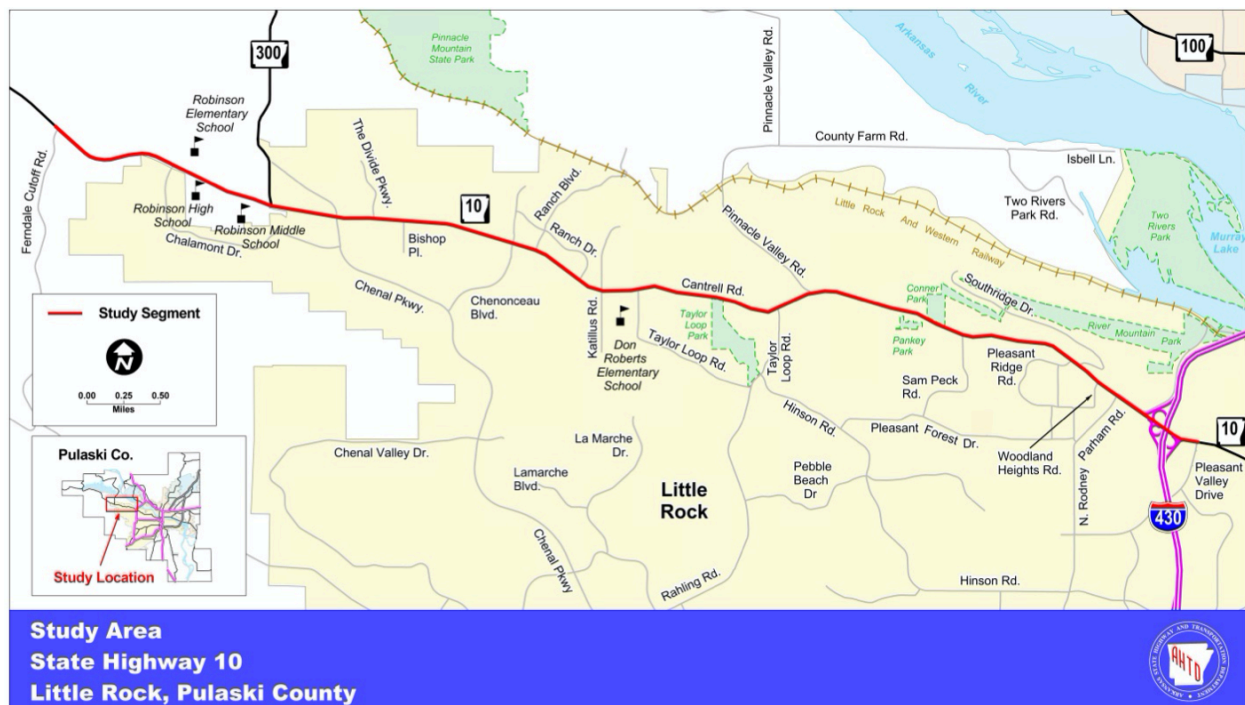 Pinnacle
Mountain
State Park
300
Pinnacle Valley Rd.
Arkansas
River
100
Robinson
Elementary
School
County Farm Rd.
Isbell Ln.
Ferndale Cutoff Rd.
The Divide Pkwy.
Ranch Blvd.
10
Robinson High
School
Robinson Middle
School
Chalamont Dr.
Bishop
Pl.
Ranch Dr.
Pinnacle Valley Rd.
Little Rock And Western
Railway
Two Rivers
Park Rd.
Two
Rivers
Park
Murray
Lake
Chenal Pkwy.
Chenonceau
Blvd.
Katillus Rd.
Cantrell Rd.
Conner
Park
Southridge Dr.
River Mountain
Park
Study Segment
N
0.00 0.25 0.50
Miles
Don
Roberts
Elementary
School
Taylor Loop Rd.
Taylor
Loop
Park
Taylor
Loop Rd.
Pankey
Park
Pleasant
Ridge
Rd.
Sam Peck
Rd.
Hinson Rd.
Pleasant Forest Dr.
Woodland
Heights Rd.
N. Rodney Parham Rd.
10
Pleasant
Valley
Drive
430
Pulaski Co.
Study Location
Chenal Valley Dr.
La Marche
Dr.
Lamarche
Blvd.
Little
Rock
Pebble
Beach
Dr
Chenal Pkwy
Rahling Rd.
Hinson Rd.
Study Area
State Highway 10
Little Rock, Pulaski County
ARKANSAS STATE HIGHWAY AND TRANSPORTATION DEPARTMENT
AHTD